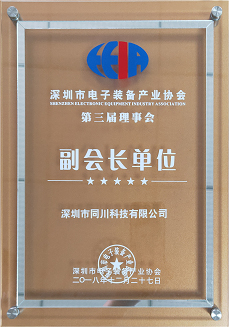 深圳市电子装备产业协会
SHENZHEN ELECTRONIC EQUIPMENT INDUSTRY ASSOCIATION
第三届理事会
副会长单位
★★★★★
深圳市同川科技有限公司
深圳市电子装备产业协会
二〇一八年十二月二十七日